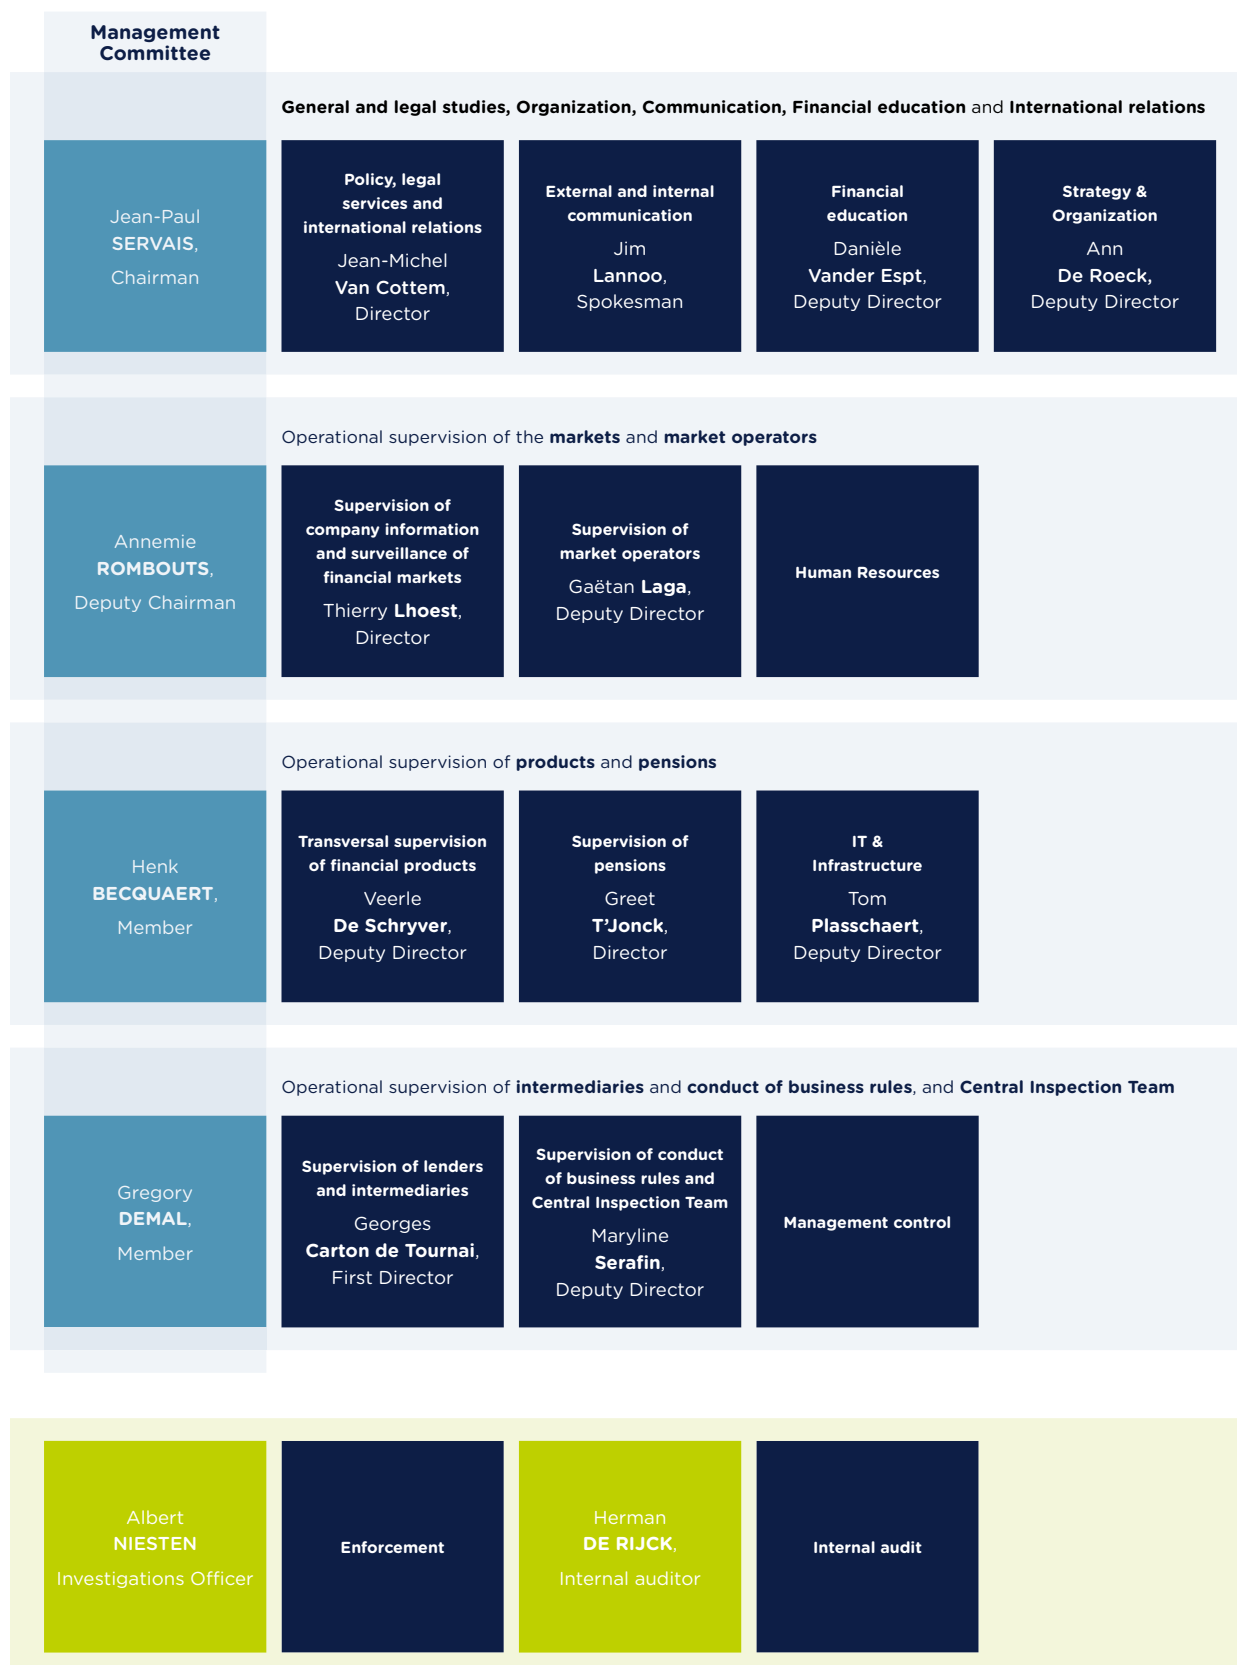 Management
Committee
General and legal studies, Organization, Communication, Financial education and International relations
Jean-Paul
SERVAIS,
Chairman
Policy, legal
services and
international relations
Jean-Michel
Van Cottem,
Director
External and internal
communication
Jim
Lannoo,
Spokesman
Financial
education
Danièle
Vander Espt,
Deputy Director
Strategy &
Organization
Ann
De Roeck,
Deputy Director
Operational supervision of the markets and market operators
Annemie
ROMBOUTS,
Deputy Chairman
Supervision of
company information
and surveillance of
financial markets
Thierry Lhoest,
Director
Supervision of
market operators
Gaëtan Laga,
Deputy Director
Human Resources
Operational supervision of products and pensions
Henk
BECQUAERT,
Member
Transversal supervision
of financial products
Veerle
De Schryver,
Deputy Director
Supervision of
pensions
Greet
T’Jonck,
Director
IT &
Infrastructure
Tom
Plasschaert,
Deputy Director
Operational supervision of intermediaries and conduct of business rules, and Central Inspection Team
Gregory
DEMAL,
Member
Supervision of lenders
and intermediaries
Georges
Carton de Tournai,
First Director
Supervision of conduct
of business rules and
Central Inspection Team
Maryline
Serafin,
Deputy Director
Management control
Albert
NIESTEN
Investigations Officer
Enforcement
Herman
DE RIJCK,
Internal auditor
Internal audit